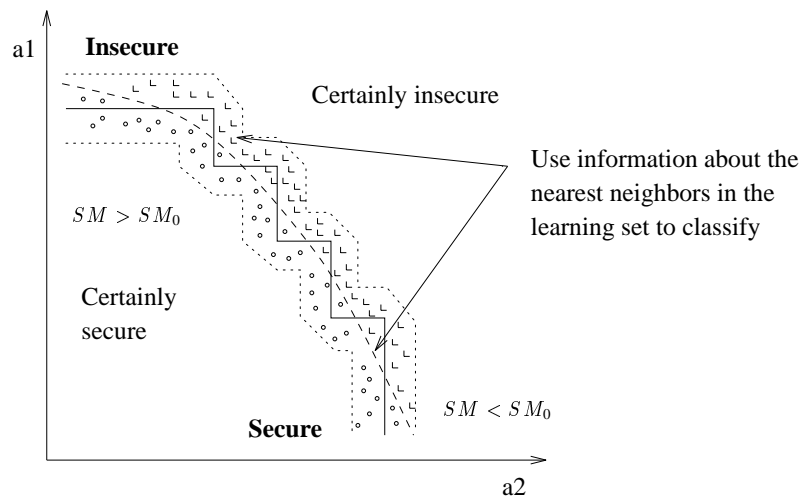 a1
Insecure
Certainly insecure
Use information about the
nearest neighbors in the
learning set to classify
SM > SM₀
Certainly
secure
SM < SM₀
Secure
a2